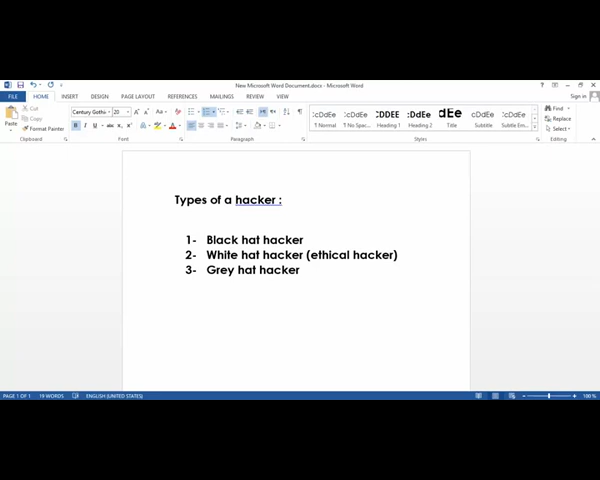 New Microsoft Word Document.docx - Microsoft Word
Sign in
FILE HOME INSERT DESIGN PAGE LAYOUT REFERENCES MAILINGS REVIEW VIEW
Paste
Cut
Copy
Format Painter
Clipboard
Century Gothi 20
Font
Paragraph
AaBbCcDdEe
¶ Normal
¶ No Spac...
Heading 1
Heading 2
Title
Subtitle
Subtle Em...
Styles
Find
Replace
Select
Editing
Types of a hacker :
1- Black hat hacker
2- White hat hacker (ethical hacker)
3- Grey hat hacker
PAGE 1 OF 1 19 WORDS ENGLISH (UNITED STATES) 100 %